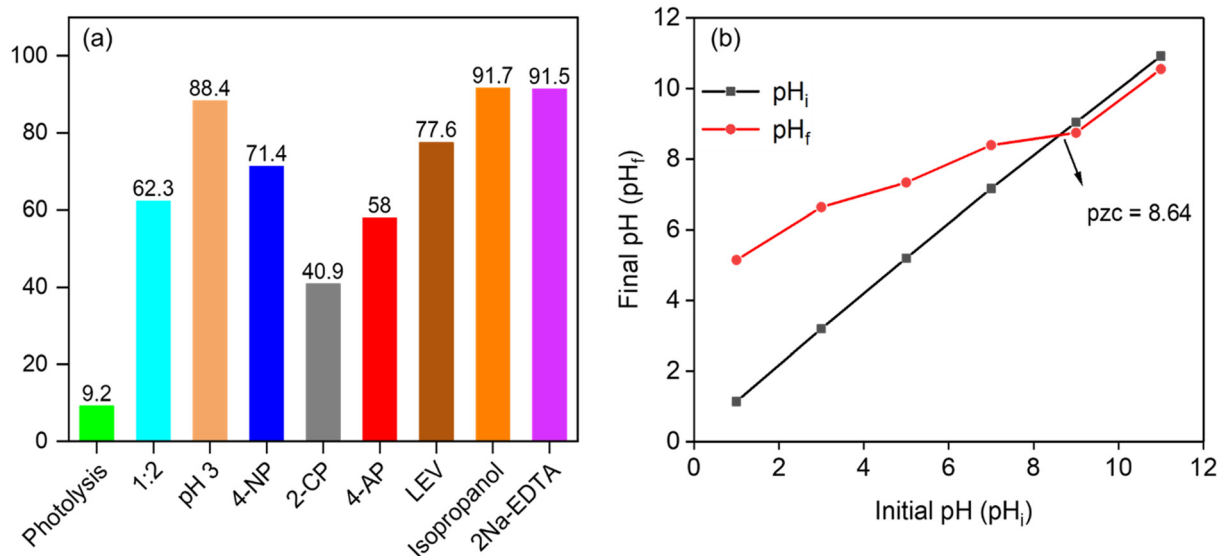 (a)
100
80
60
40
20
0
9.2
62.3
88.4
71.4
40.9
58
77.6
91.7
91.5
Photolysis
1:2
pH 3
4-NP
2-CP
4-AP
LEV
Isopropanol
2Na-EDTA
(b)
pHi
pHf
pzc = 8.64
Final pH (pHf)
12
10
8
6
4
2
0
0 2 4 6 8 10 12
Initial pH (pHi)